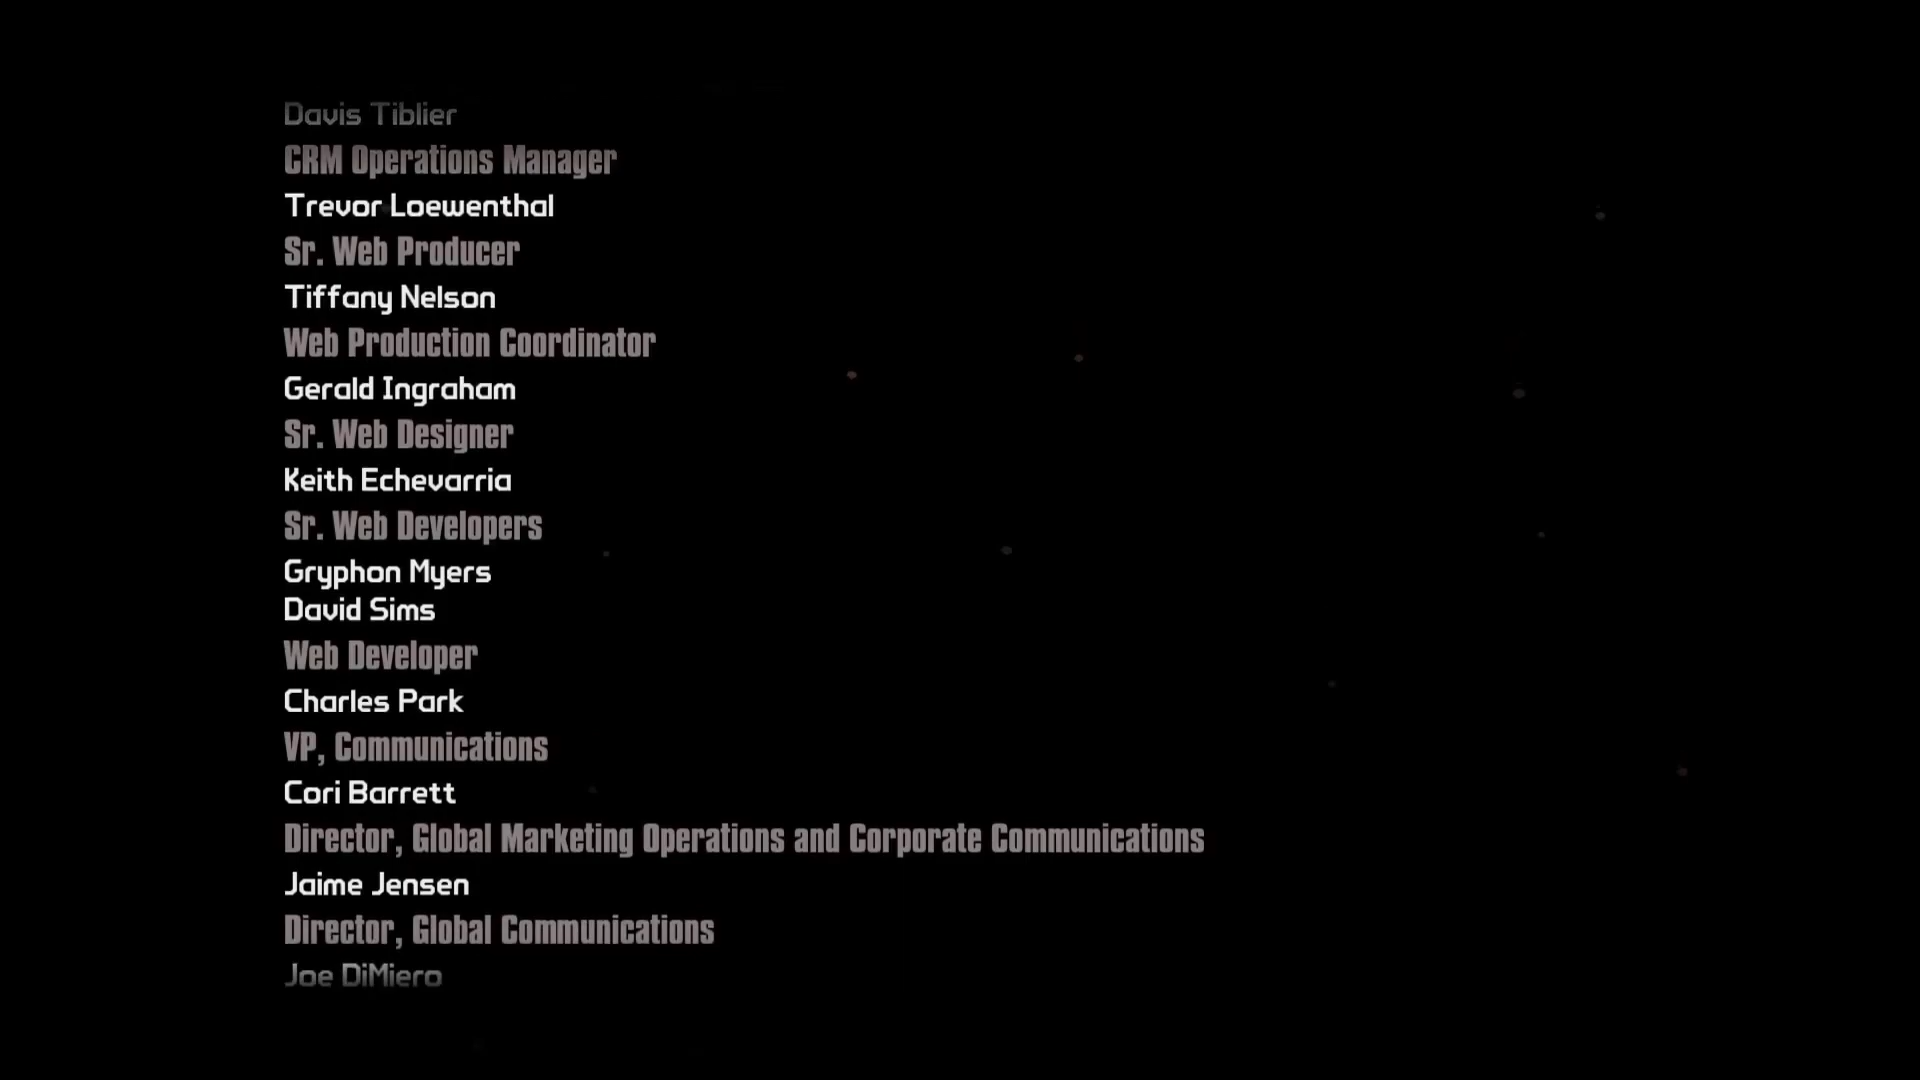 Davis Tiblier
CRM Operations Manager
Trevor Loewenthal
Sr. Web Producer
Tiffany Nelson
Web Production Coordinator
Gerald Ingraham
Sr. Web Designer
Keith Echevarria
Sr. Web Developers
Gryphon Myers
David Sims
Web Developer
Charles Park
VP, Communications
Cori Barrett
Director, Global Marketing Operations and Corporate Communications
Jaime Jensen
Director, Global Communications
Joe DiMiero